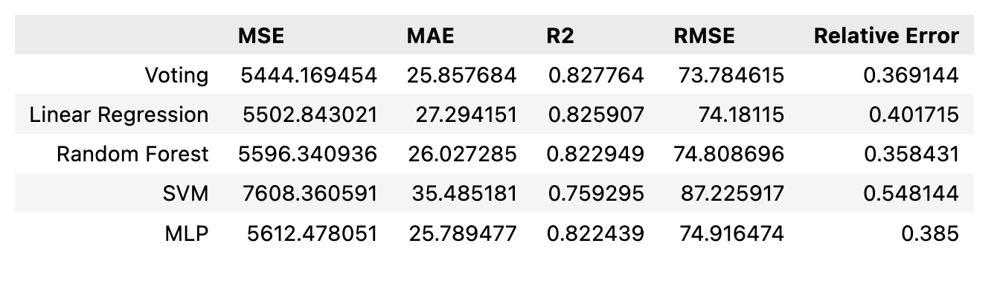 MSE MAE R2 RMSE Relative Error
Voting 5444.169454 25.857684 0.827764 73.784615 0.369144
Linear Regression 5502.843021 27.294151 0.825907 74.18115 0.401715
Random Forest 5596.340936 26.027285 0.822949 74.808696 0.358431
SVM 7608.360591 35.485181 0.759295 87.225917 0.548144
MLP 5612.478051 25.789477 0.822439 74.916474 0.385